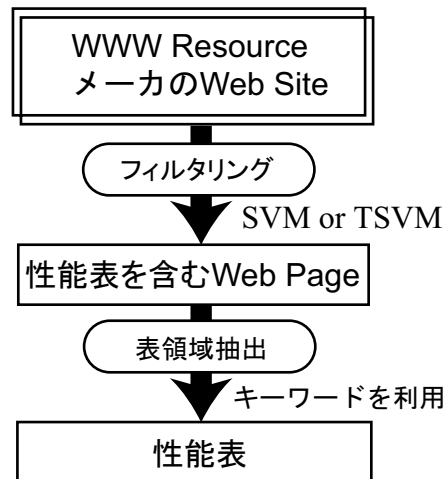 WWW Resource
メーカのWeb Site
フィルタリング
SVM or TSVM
性能表を含むWeb Page
表領域抽出
キーワードを利用
性能表